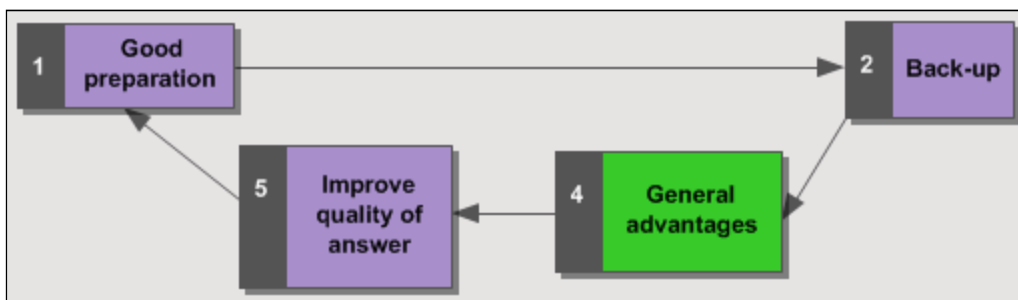 1
Good
preparation
2
Back-up
4
General
advantages
5
Improve
quality of
answer